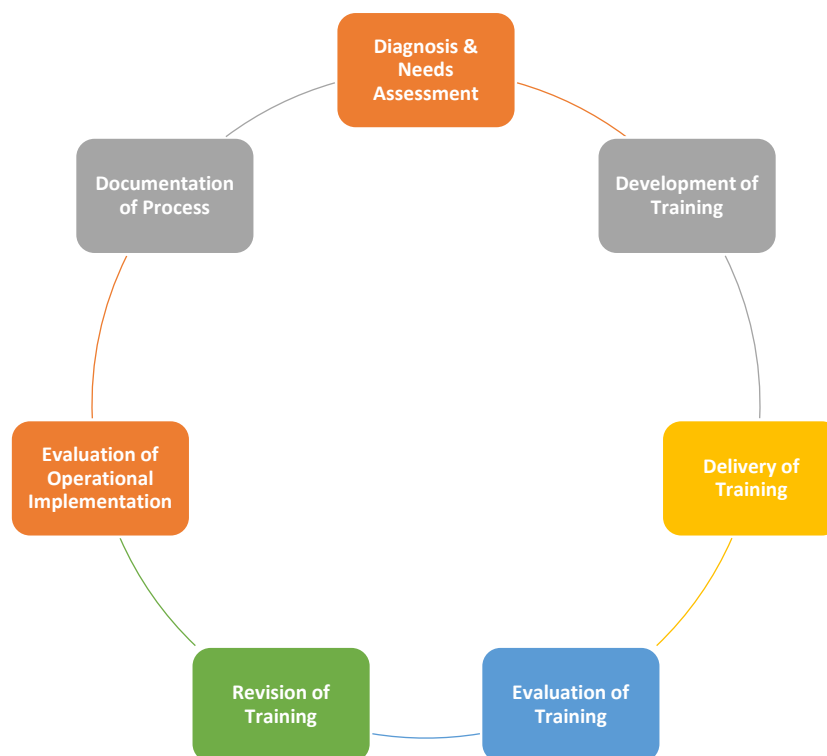 Diagnosis &
Needs
Assessment
Development of
Training
Delivery of
Training
Evaluation of
Training
Revision of
Training
Evaluation of
Operational
Implementation
Documentation
of Process